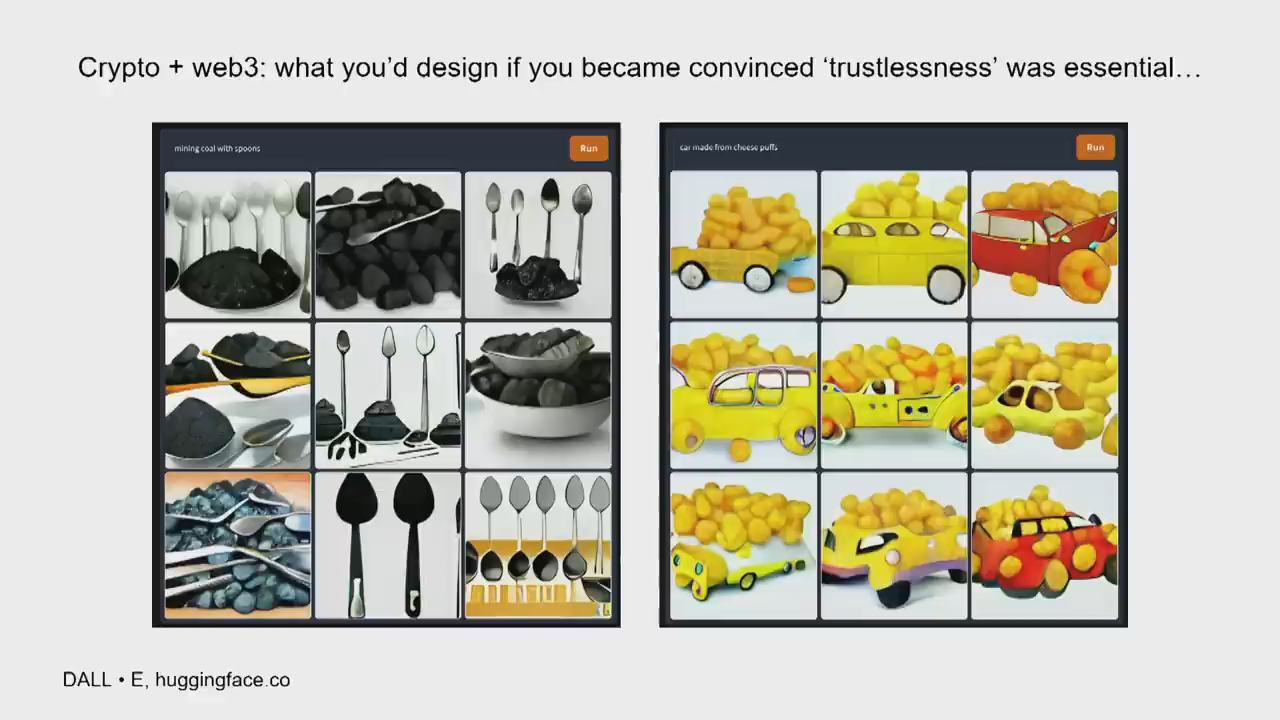 Crypto + web3: what you’d design if you became convinced ‘trustlessness’ was essential…
mining coal with spoons
Run
car made from cheese puffs
Run
DALL • E, huggingface.co